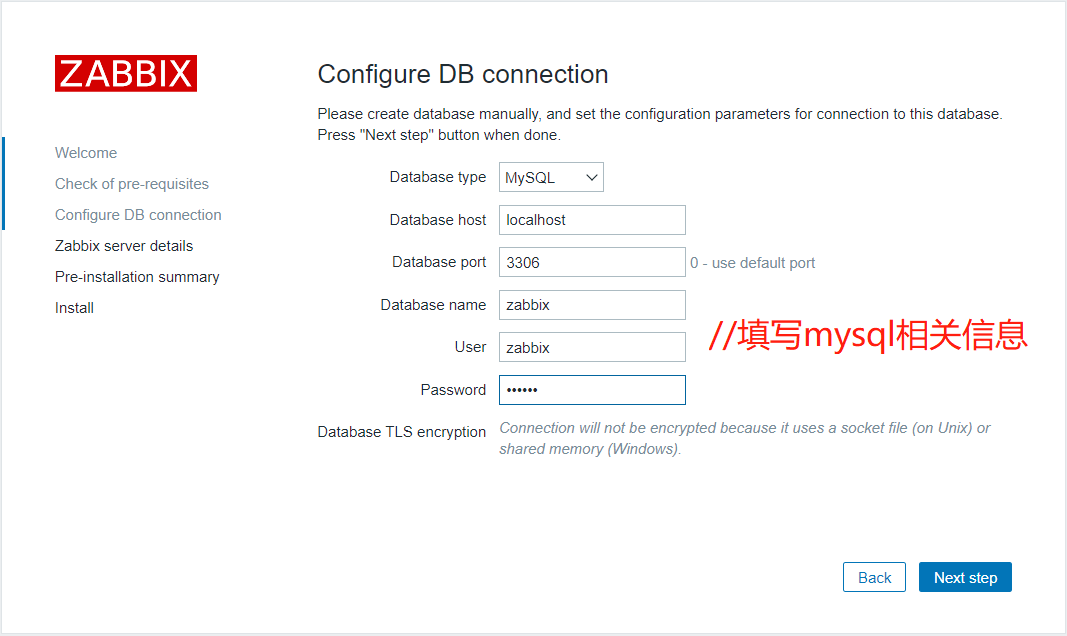 ZABBIX
Welcome
Check of pre-requisites
Configure DB connection
Zabbix server details
Pre-installation summary
Install
Configure DB connection
Please create database manually, and set the configuration parameters for connection to this database.
Press "Next step" button when done.
Database type MySQL
Database host localhost
Database port 3306 0 - use default port
Database name zabbix
User zabbix
//填写mysql相关信息
Password ••••••
Database TLS encryption Connection will not be encrypted because it uses a socket file (on Unix) or
shared memory (Windows).
Back Next step